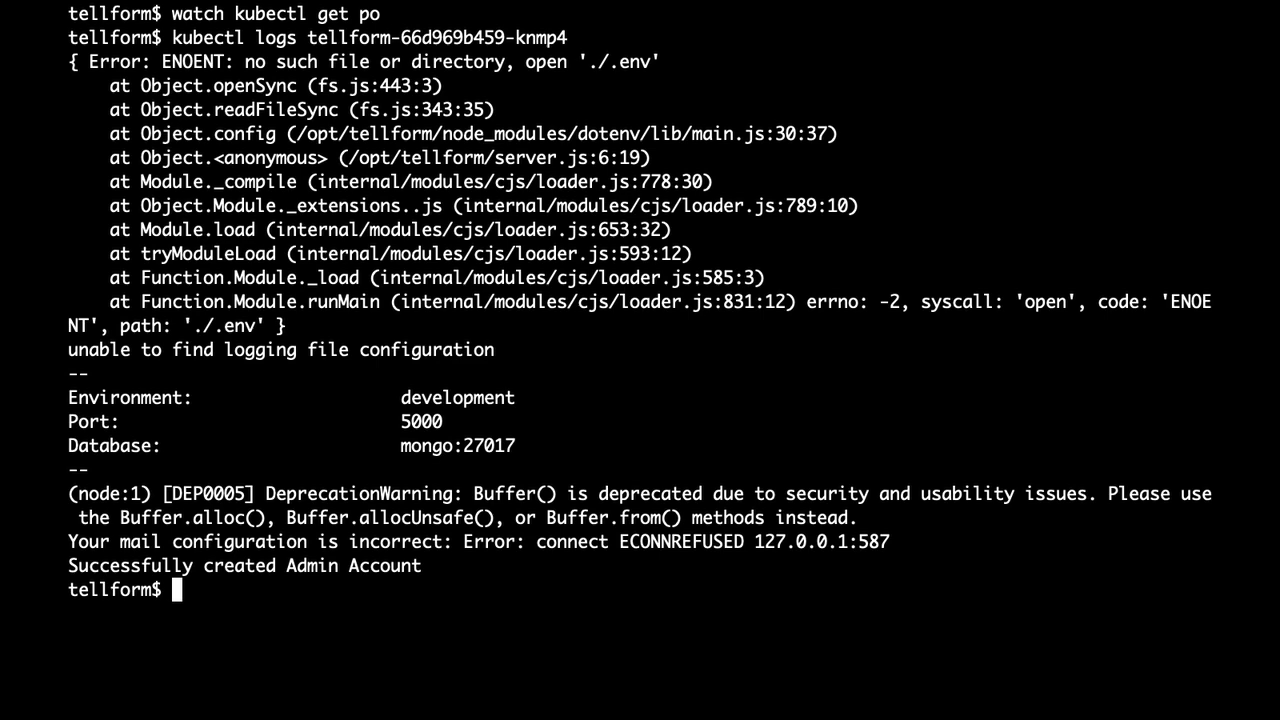 tellform$ watch kubectl get po
tellform$ kubectl logs tellform-66d969b459-knmp4
{ Error: ENOENT: no such file or directory, open './.env'
    at Object.openSync (fs.js:443:3)
    at Object.readFileSync (fs.js:343:35)
    at Object.config (/opt/tellform/node_modules/dotenv/lib/main.js:30:37)
    at Object.<anonymous> (/opt/tellform/server.js:6:19)
    at Module._compile (internal/modules/cjs/loader.js:778:30)
    at Object.Module._extensions..js (internal/modules/cjs/loader.js:789:10)
    at Module.load (internal/modules/cjs/loader.js:653:32)
    at tryModuleLoad (internal/modules/cjs/loader.js:593:12)
    at Function.Module._load (internal/modules/cjs/loader.js:585:3)
    at Function.Module.runMain (internal/modules/cjs/loader.js:831:12) errno: -2, syscall: 'open', code: 'ENOE
NT', path: './.env' }
unable to find logging file configuration
--
Environment:                    development
Port:                           5000
Database:                       mongo:27017
--
(node:1) [DEP0005] DeprecationWarning: Buffer() is deprecated due to security and usability issues. Please use
 the Buffer.alloc(), Buffer.allocUnsafe(), or Buffer.from() methods instead.
Your mail configuration is incorrect: Error: connect ECONNREFUSED 127.0.0.1:587
Successfully created Admin Account
tellform$